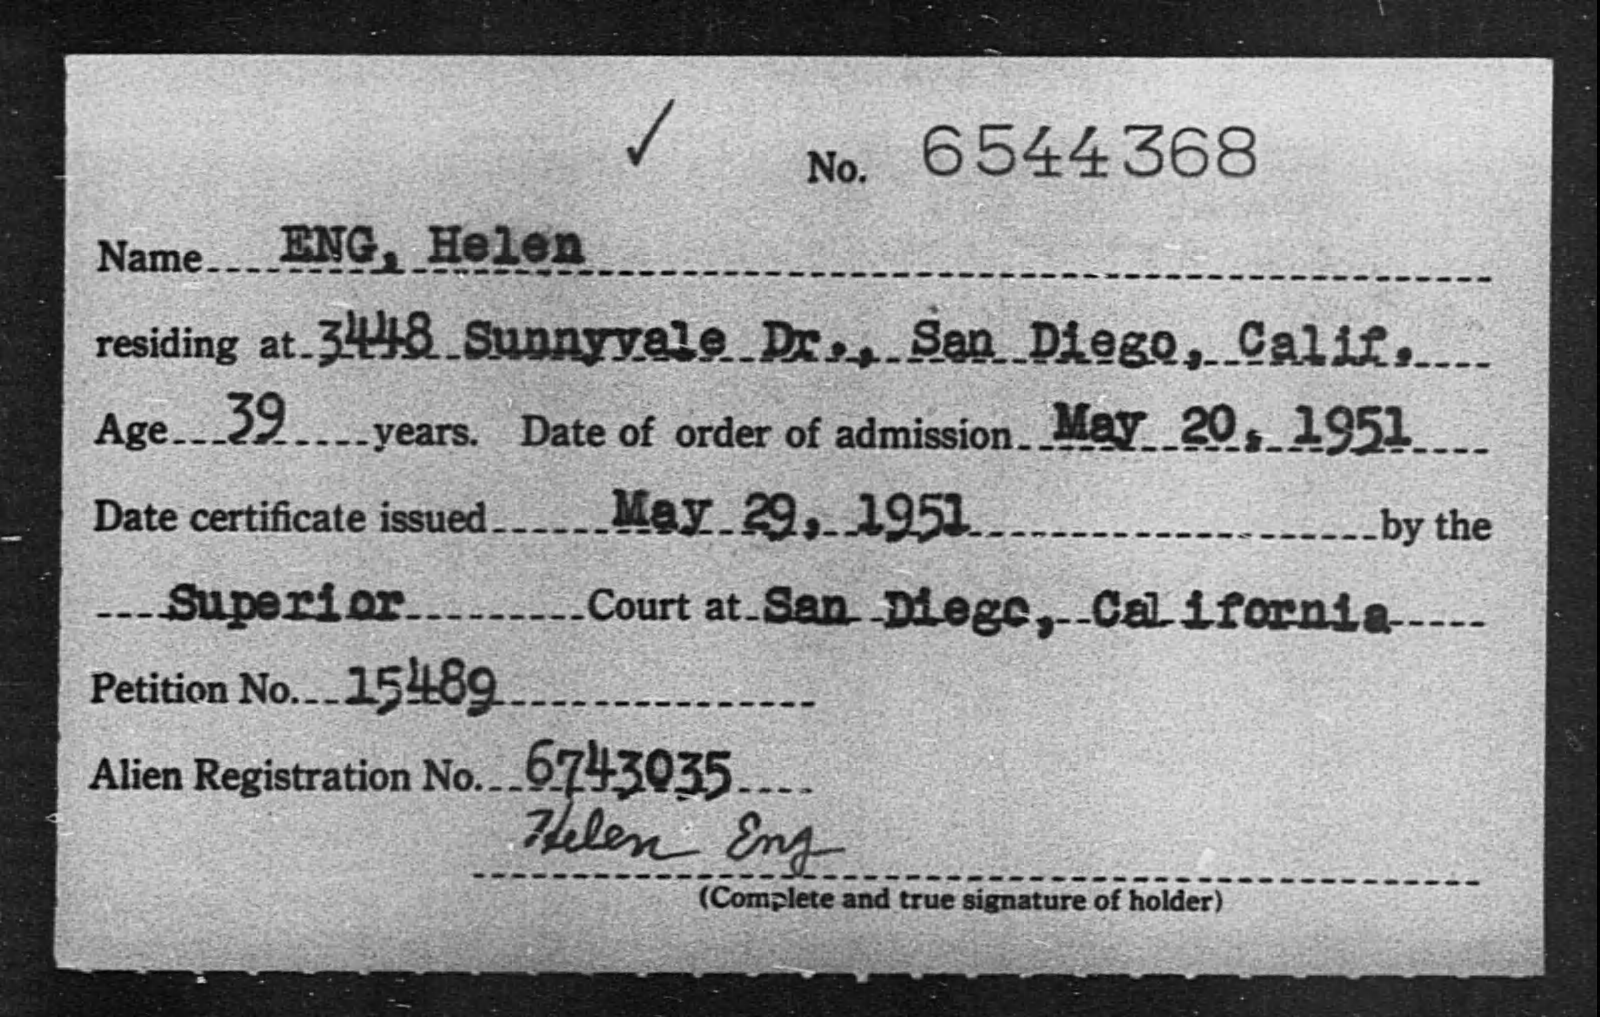 ✓ No. 6544368
Name ENG, Helen
residing at 3448 Sunnyvale Dr., San Diego, Calif.
Age 39 years. Date of order of admission May 20, 1951
Date certificate issued May 29, 1951 by the
Superior Court at San Diego, California
Petition No. 15489
Alien Registration No. 6743035
Helen Eng
(Complete and true signature of holder)